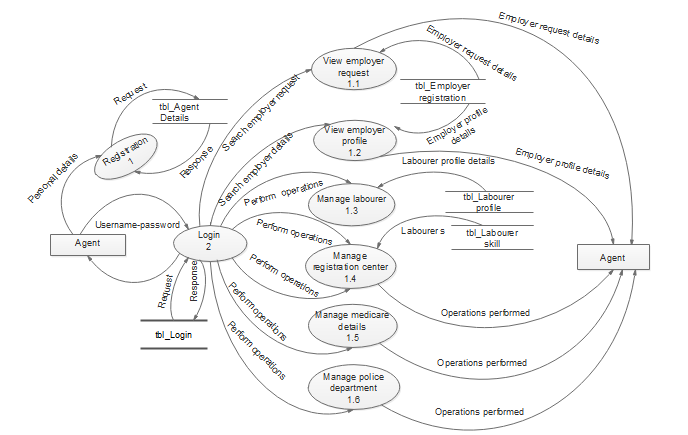 Employer request details
View employer
request
1.1
Employer request details
tbl_Employer
registration
Request
tbl_Agent
Details
Search employer request
Registration
1
Response
Personal details
View employer
profile
1.2
Employer profile
details
Search employer details
Labourer profile details
Employer profile details
Perform operations
Manage labourer
1.3
tbl_Labourer
profile
Username-password
Agent
Login
2
Perform operations
Labourers
tbl_Labourer
skill
Manage
registration center
1.4
Agent
Perform operations
Request
Response
Perform operations
Operations performed
Manage medicare
details
1.5
tbl_Login
Perform operations
Operations performed
Manage police
department
1.6
Operations performed